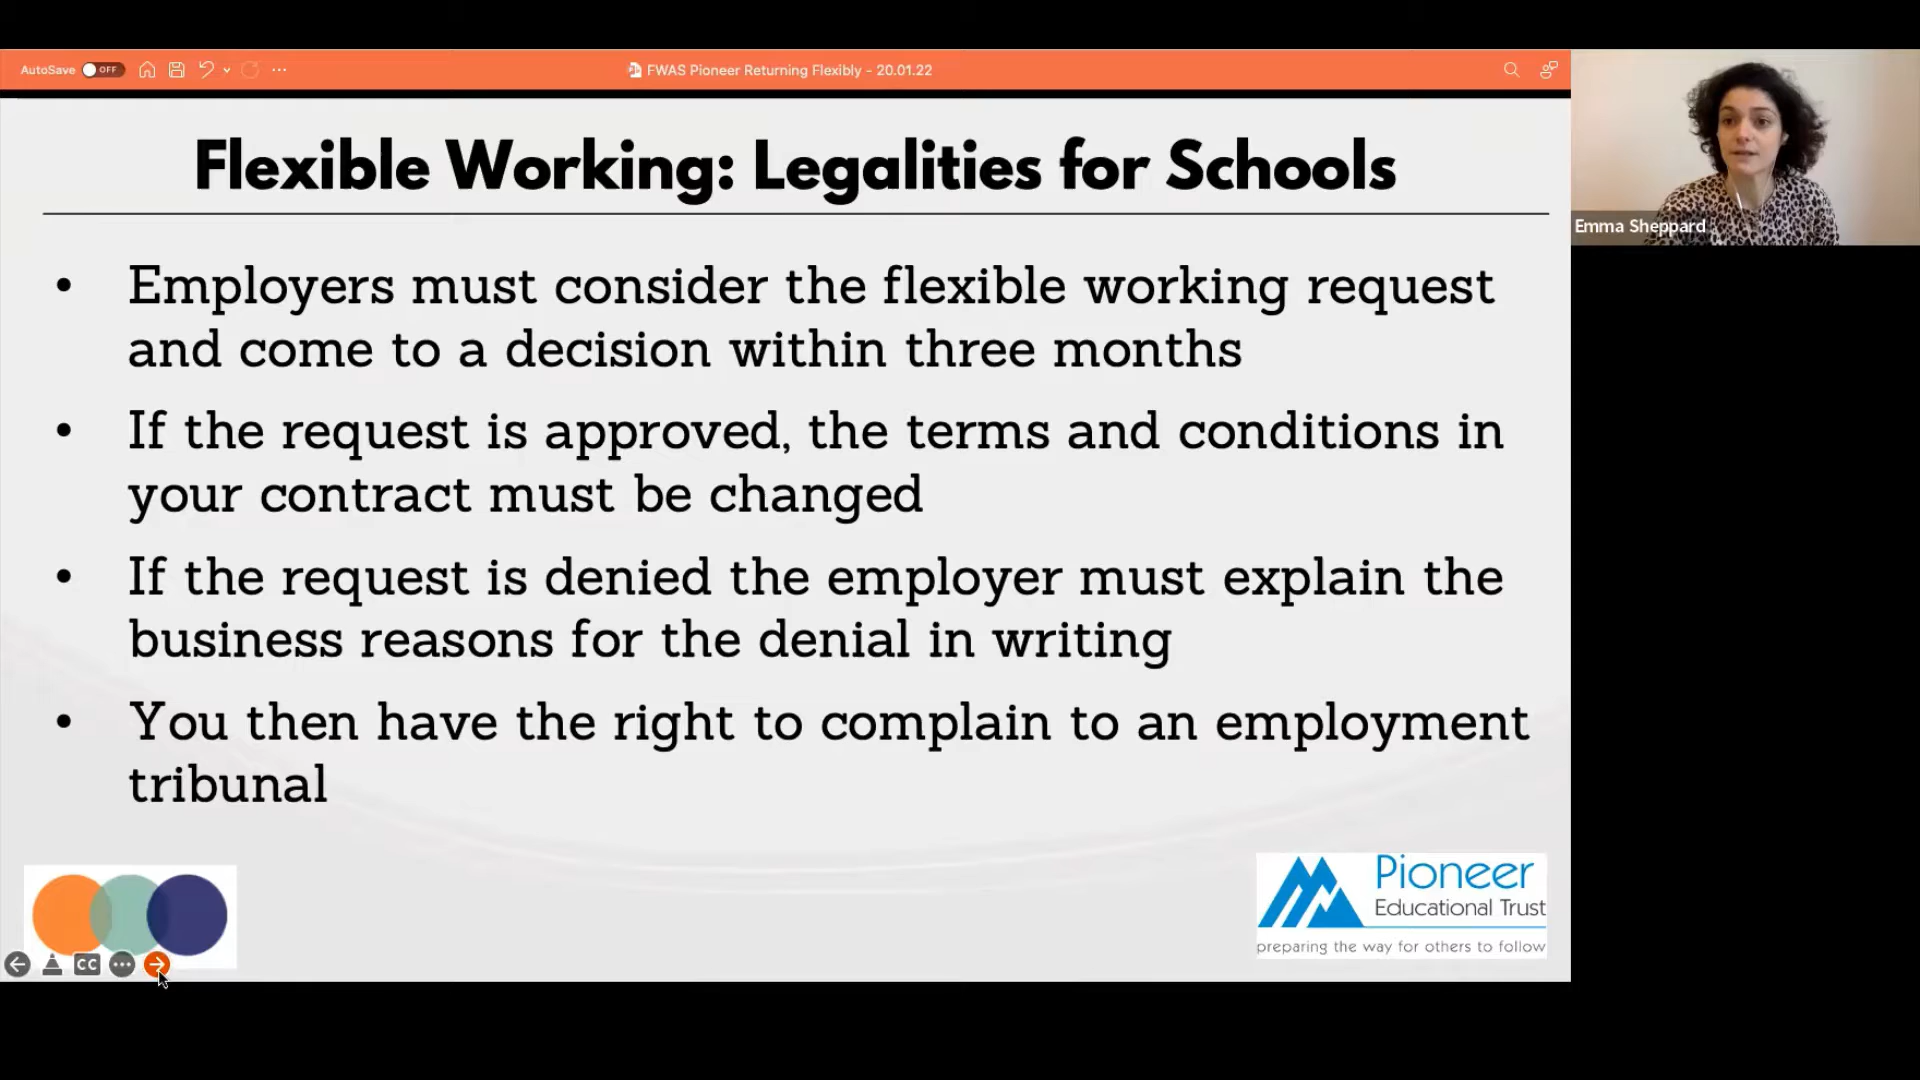 AutoSave OFF
FWAS Pioneer Returning Flexibly - 20.01.22
Flexible Working: Legalities for Schools
Emma Sheppard
• Employers must consider the flexible working request
and come to a decision within three months
• If the request is approved, the terms and conditions in
your contract must be changed
• If the request is denied the employer must explain the
business reasons for the denial in writing
• You then have the right to complain to an employment
tribunal
Pioneer
Educational Trust
preparing the way for others to follow
CC